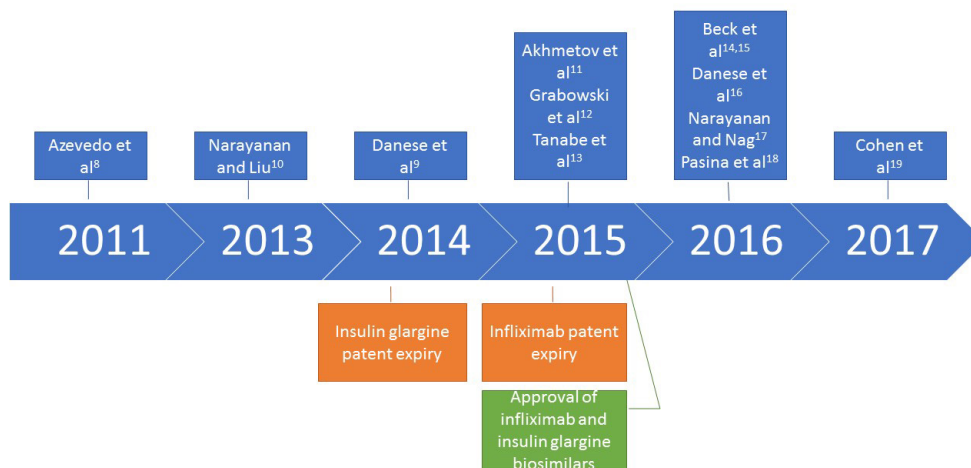 Azevedo et
al8
Narayanan
and Liu10
Danese et
al9
Akhmetov et
al11
Grabowski
et al12
Tanabe et
al13
Beck et
al14,15
Danese et
al16
Narayanan
and Nag17
Pasina et al18
Cohen et
al19
2011
2013
2014
2015
2016
2017
Insulin glargine
patent expiry
Infliximab patent
expiry
Approval of
infliximab and
insulin glargine
biosimilars